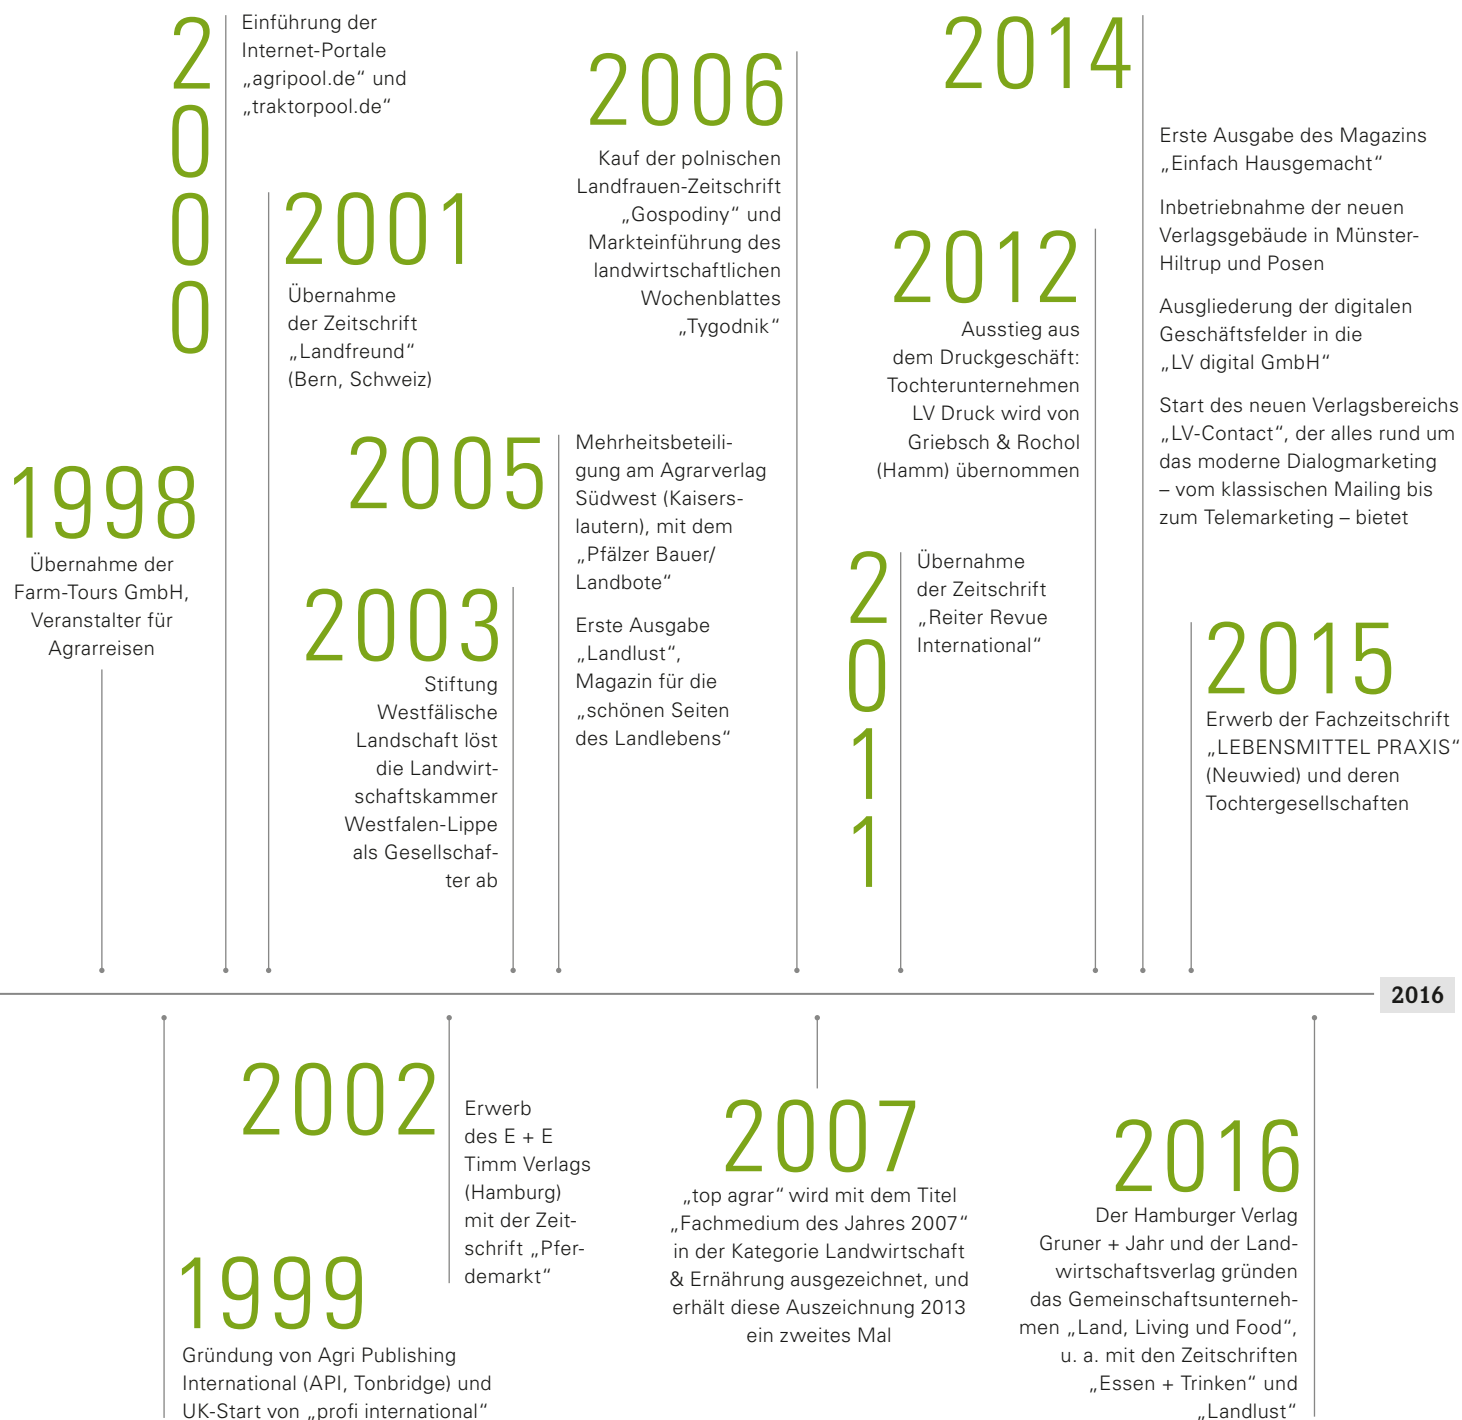 2000
Einführung der
Internet-Portale
„agripool.de“ und
„traktorpool.de“
2001
Übernahme
der Zeitschrift
„Landfreund“
(Bern, Schweiz)
1998
Übernahme der
Farm-Tours GmbH,
Veranstalter für
Agrarreisen
2003
Stiftung
Westfälische
Landschaft löst
die Landwirt-
schaftskammer
Westfalen-Lippe
als Gesellschaf-
ter ab
2005
Mehrheitsbeteili-
gung am Agrarverlag
Südwest (Kaisers-
lautern), mit dem
„Pfälzer Bauer/
Landbote“
Erste Ausgabe
„Landlust“,
Magazin für die
„schönen Seiten
des Landlebens“
2006
Kauf der polnischen
Landfrauen-Zeitschrift
„Gospodiny“ und
Markteinführung des
landwirtschaftlichen
Wochenblattes
„Tygodnik“
2011
Übernahme
der Zeitschrift
„Reiter Revue
International“
2012
Ausstieg aus
dem Druckgeschäft:
Tochterunternehmen
LV Druck wird von
Griebsch & Rochol
(Hamm) übernommen
2014
Erste Ausgabe des Magazins
„Einfach Hausgemacht“
Inbetriebnahme der neuen
Verlagsgebäude in Münster-
Hiltrup und Posen
Ausgliederung der digitalen
Geschäftsfelder in die
„LV digital GmbH“
Start des neuen Verlagsbereichs
„LV-Contact“, der alles rund um
das moderne Dialogmarketing
– vom klassischen Mailing bis
zum Telemarketing – bietet
2015
Erwerb der Fachzeitschrift
„LEBENSMITTEL PRAXIS“
(Neuwied) und deren
Tochtergesellschaften
2016
2002
Erwerb
des E + E
Timm Verlags
(Hamburg)
mit der Zeit-
schrift „Pfer-
demarkt“
1999
Gründung von Agri Publishing
International (API, Tonbridge) und
UK-Start von „profi international“
2007
„top agrar“ wird mit dem Titel
„Fachmedium des Jahres 2007“
in der Kategorie Landwirtschaft
& Ernährung ausgezeichnet, und
erhält diese Auszeichnung 2013
ein zweites Mal
2016
Der Hamburger Verlag
Gruner + Jahr und der Land-
wirtschaftsverlag gründen
das Gemeinschaftsunterneh-
men „Land, Living und Food“,
u. a. mit den Zeitschriften
„Essen + Trinken“ und
„Landlust“